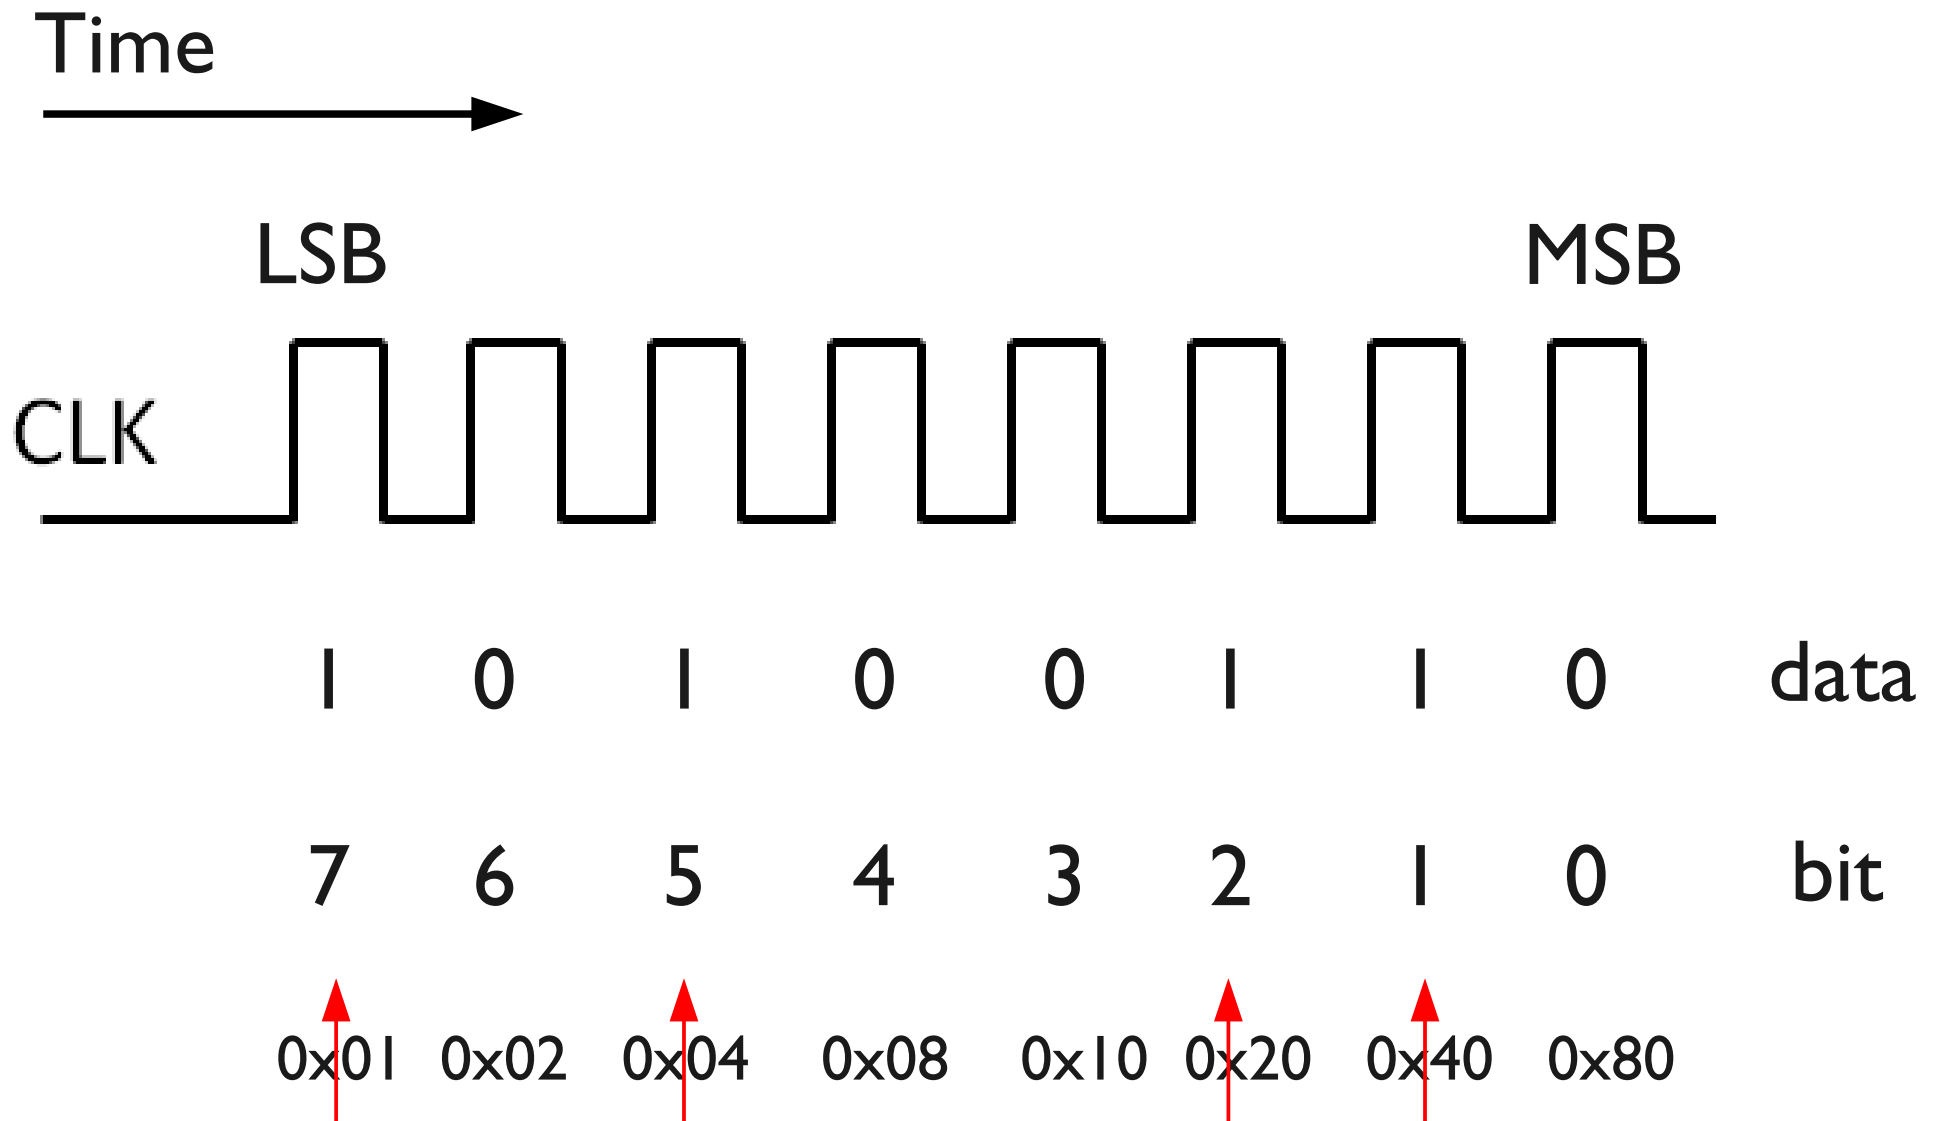 Time
LSB MSB
CLK
1 0 1 0 0 1 1 0 data
7 6 5 4 3 2 1 0 bit
0x01 0x02 0x04 0x08 0x10 0x20 0x40 0x80